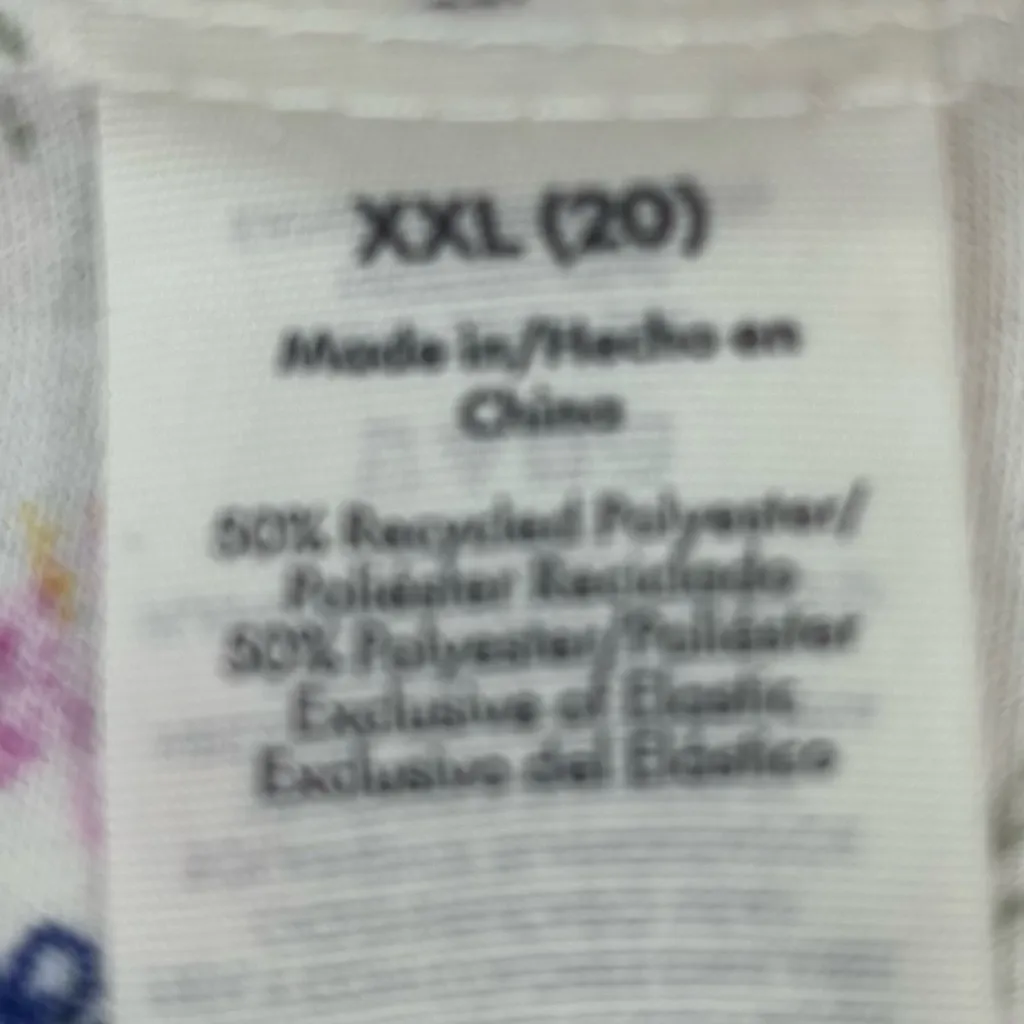 XXL (20)
Made in/Hecho en
China
50% Recycled Polyester/
Poliéster Reciclado
50% Polyester/Poliéster
Exclusive of Elastic
Exclusivo del Elástico